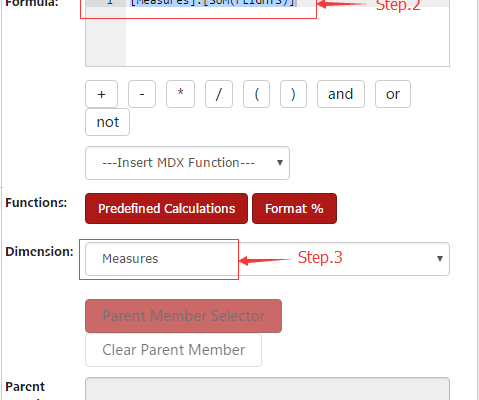 Formula:
1 [Measures].[SUM(FLIGHTS)]
Step.2
+ - * / ( ) and or
not
---Insert MDX Function---
Functions: Predefined Calculations Format %
Dimension: Measures
Step.3
Parent Member Selector
Clear Parent Member
Parent